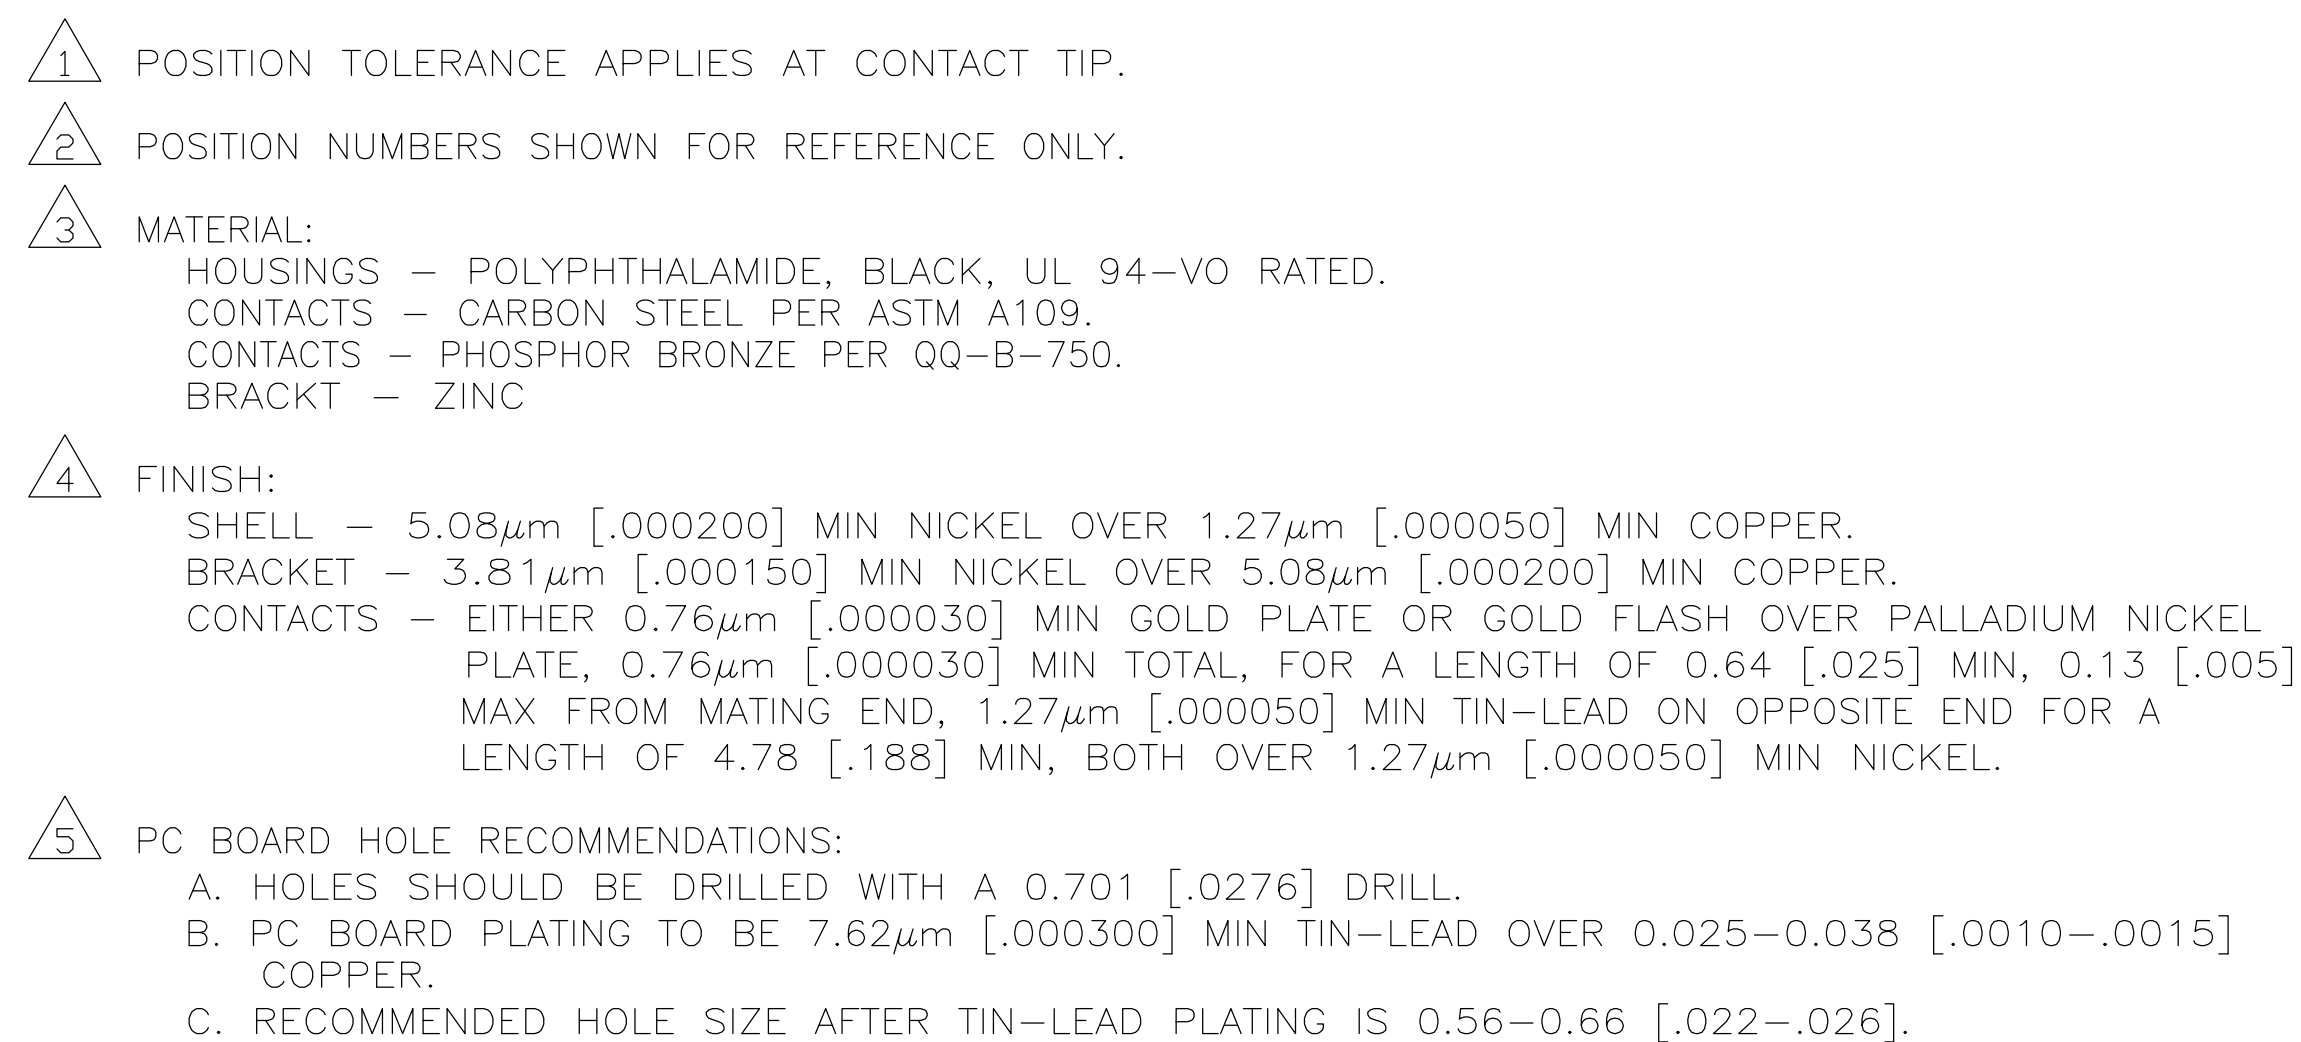 1 POSITION TOLERANCE APPLIES AT CONTACT TIP.
2 POSITION NUMBERS SHOWN FOR REFERENCE ONLY.
3 MATERIAL:
HOUSINGS – POLYPHTHALAMIDE, BLACK, UL 94–VO RATED.
CONTACTS – CARBON STEEL PER ASTM A109.
CONTACTS – PHOSPHOR BRONZE PER QQ–B–750.
BRACKT – ZINC
4 FINISH:
SHELL – 5.08μm [.000200] MIN NICKEL OVER 1.27μm [.000050] MIN COPPER.
BRACKET – 3.81μm [.000150] MIN NICKEL OVER 5.08μm [.000200] MIN COPPER.
CONTACTS – EITHER 0.76μm [.000030] MIN GOLD PLATE OR GOLD FLASH OVER PALLADIUM NICKEL
PLATE, 0.76μm [.000030] MIN TOTAL, FOR A LENGTH OF 0.64 [.025] MIN, 0.13 [.005]
MAX FROM MATING END, 1.27μm [.000050] MIN TIN–LEAD ON OPPOSITE END FOR A
LENGTH OF 4.78 [.188] MIN, BOTH OVER 1.27μm [.000050] MIN NICKEL.
5 PC BOARD HOLE RECOMMENDATIONS:
A. HOLES SHOULD BE DRILLED WITH A 0.701 [.0276] DRILL.
B. PC BOARD PLATING TO BE 7.62μm [.000300] MIN TIN–LEAD OVER 0.025–0.038 [.0010–.0015]
COPPER.
C. RECOMMENDED HOLE SIZE AFTER TIN–LEAD PLATING IS 0.56–0.66 [.022–.026].